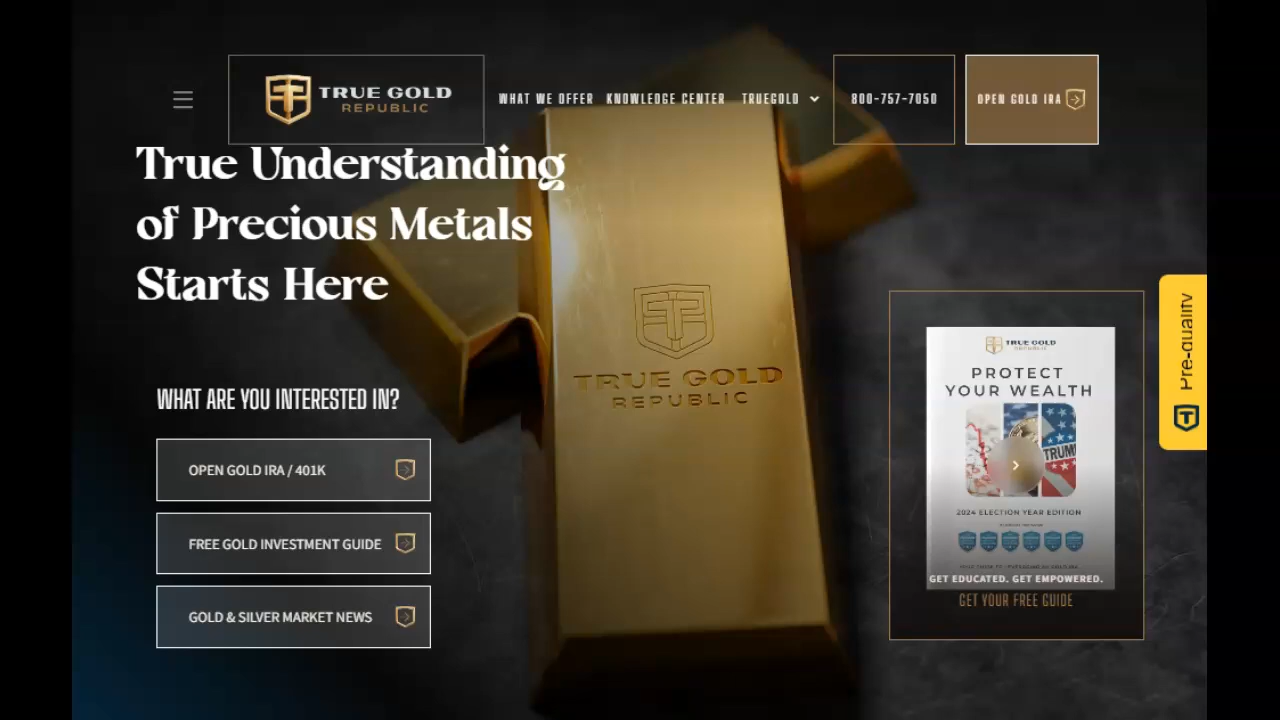 TRUE GOLD
REPUBLIC
WHAT WE OFFER
KNOWLEDGE CENTER
TRUEGOLD
800-757-7050
OPEN GOLD IRA
True Understanding
of Precious Metals
Starts Here
WHAT ARE YOU INTERESTED IN?
OPEN GOLD IRA / 401K
FREE GOLD INVESTMENT GUIDE
GOLD & SILVER MARKET NEWS
TRUE GOLD
REPUBLIC
TRUE GOLD
REPUBLIC
PROTECT
YOUR WEALTH
TRUMP
2024 ELECTION YEAR EDITION
GET EDUCATED. GET EMPOWERED.
GET YOUR FREE GUIDE
Pre-qualify